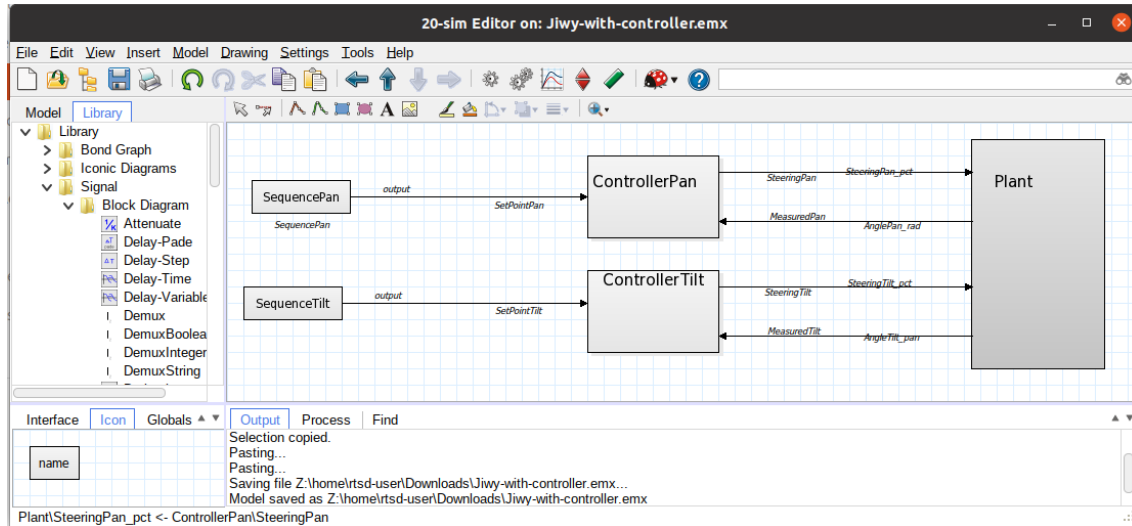 20-sim Editor on: Jiwy-with-controller.emx
File Edit View Insert Model Drawing Settings Tools Help
Model Library
Library
Bond Graph
Iconic Diagrams
Signal
Block Diagram
Attenuate
Delay-Pade
Delay-Step
Delay-Time
Delay-Variable
Demux
DemuxBoolea
DemuxInteger
DemuxString
SequencePan
SequencePan
output
SetPointPan
ControllerPan
SteeringPan
SteeringPan_pct
MeasuredPan
AnglePan_rad
Plant
SequenceTilt
output
SetPointTilt
ControllerTilt
SteeringTilt
SteeringTilt_pct
MeasuredTilt
AngleTilt_pan
Interface Icon Globals
name
Output Process Find
Selection copied.
Pasting...
Pasting...
Saving file Z:\home\rtsd-user\Downloads\Jiwy-with-controller.emx...
Model saved as Z:\home\rtsd-user\Downloads\Jiwy-with-controller.emx
Plant\SteeringPan_pct <- ControllerPan\SteeringPan